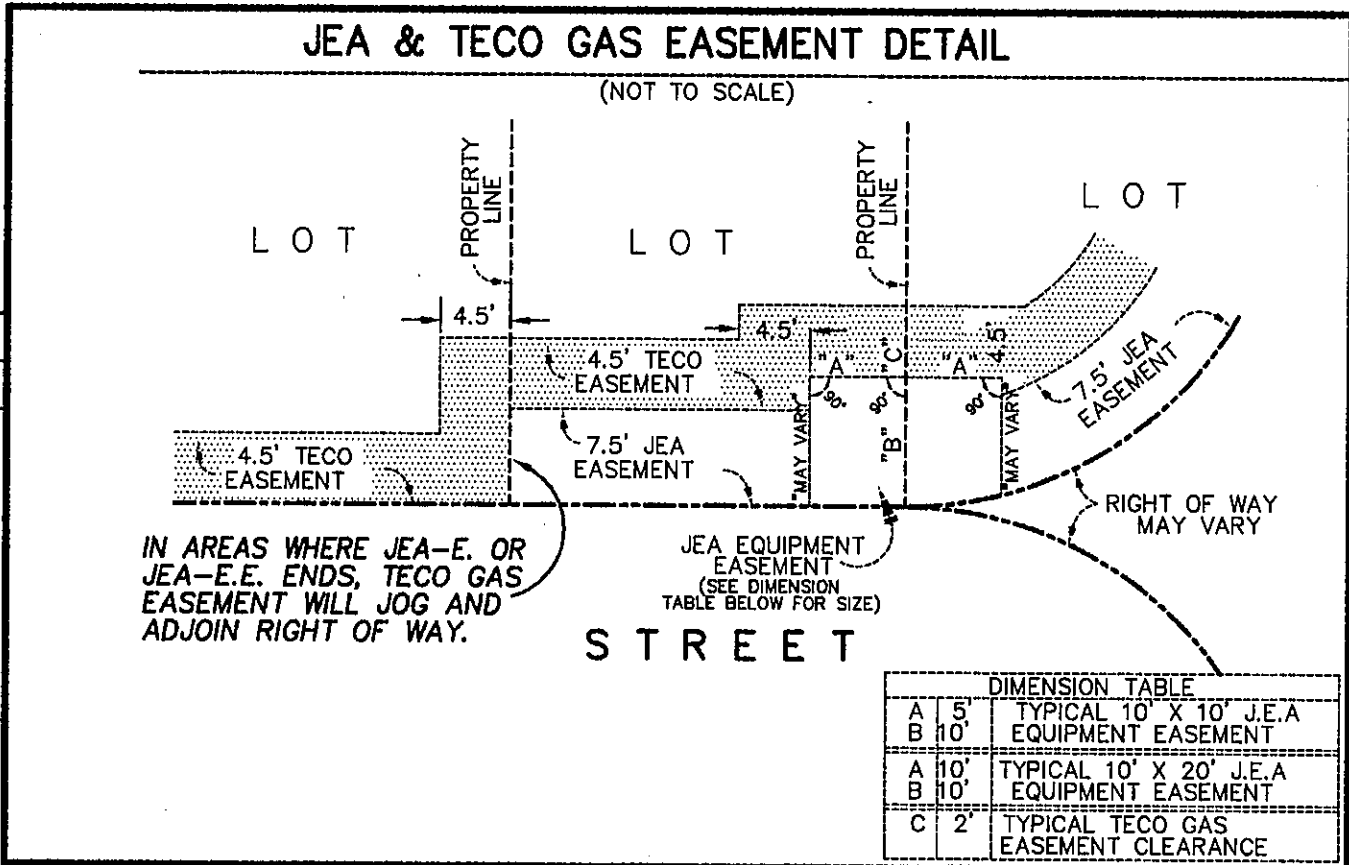 JEA & TECO GAS EASEMENT DETAIL
(NOT TO SCALE)
PROPERTY
LINE
PROPERTY
LINE
LOT
LOT
LOT
4.5'
4.5'
4.5' TECO
EASEMENT
"A"
"C"
"A"
4.5'
90°
90°
90°
7.5' JEA
EASEMENT
4.5' TECO
EASEMENT
7.5' JEA
EASEMENT
"MAY VARY"
"B"
"MAY VARY"
RIGHT OF WAY
MAY VARY
IN AREAS WHERE JEA-E. OR
JEA-E.E. ENDS, TECO GAS
EASEMENT WILL JOG AND
ADJOIN RIGHT OF WAY.
JEA EQUIPMENT
EASEMENT
(SEE DIMENSION
TABLE BELOW FOR SIZE)
STREET
DIMENSION TABLE
A 5' TYPICAL 10' X 10' J.E.A
B 10' EQUIPMENT EASEMENT
A 10' TYPICAL 10' X 20' J.E.A
B 10' EQUIPMENT EASEMENT
C 2' TYPICAL TECO GAS
EASEMENT CLEARANCE